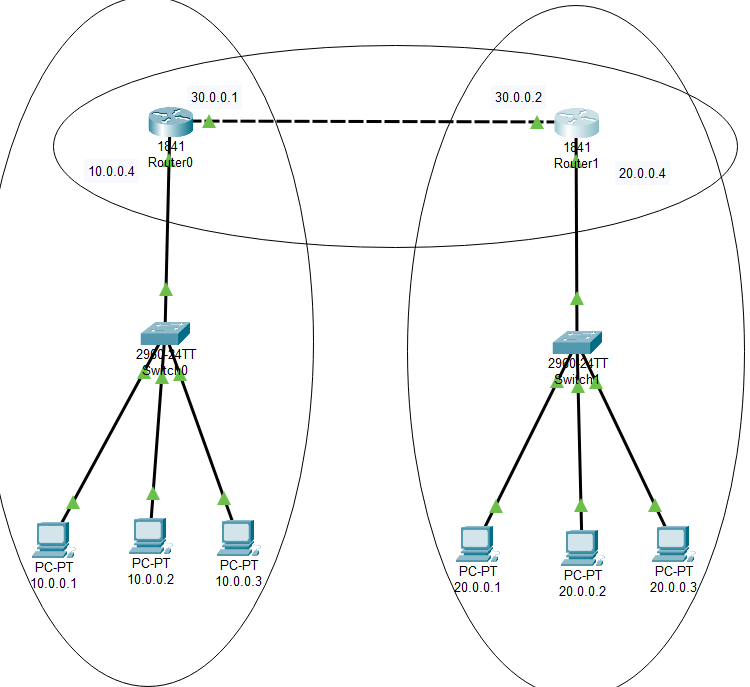 30.0.0.1
30.0.0.2
1841
Router0
1841
Router1
10.0.0.4
20.0.0.4
2960-24TT
Switch0
2960-24TT
Switch1
PC-PT
10.0.0.1
PC-PT
10.0.0.2
PC-PT
10.0.0.3
PC-PT
20.0.0.1
PC-PT
20.0.0.2
PC-PT
20.0.0.3